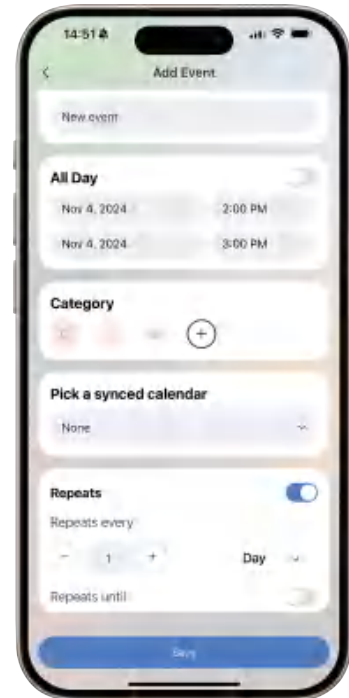 14:51
Add Event
New event
All Day
Nov 4, 2024 2:00 PM
Nov 4, 2024 3:00 PM
Category
Pick a synced calendar
None
Repeats
Repeats every
- 1 + Day
Repeats until
Save